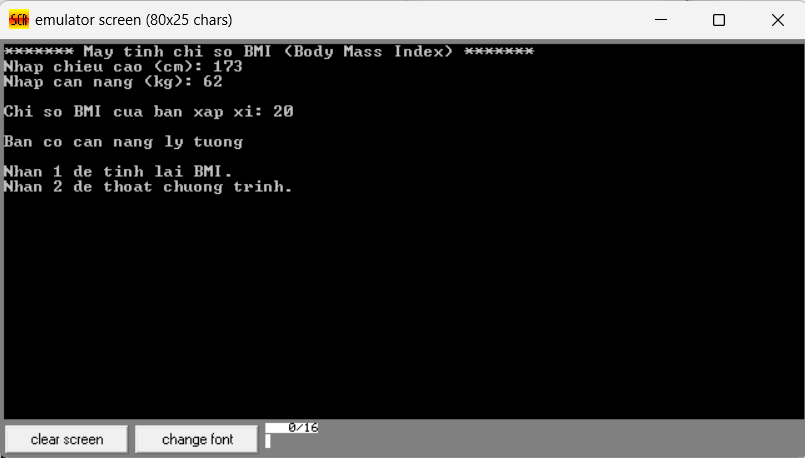 SCR emulator screen (80x25 chars)
******* May tinh chi so BMI (Body Mass Index) *******
Nhap chieu cao (cm): 173
Nhap can nang (kg): 62
Chi so BMI cua ban xap xi: 20
Ban co can nang ly tuong
Nhan 1 de tinh lai BMI.
Nhan 2 de thoat chuong trinh.
clear screen
change font
0/16